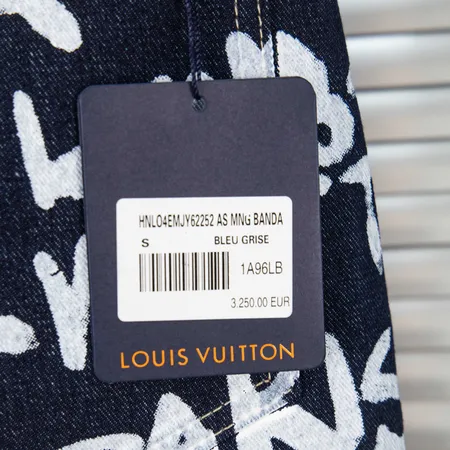 HNLO4EMJY62252 AS MNG BANDA
S BLEU GRISE
1A96LB
3.250.00 EUR
LOUIS VUITTON